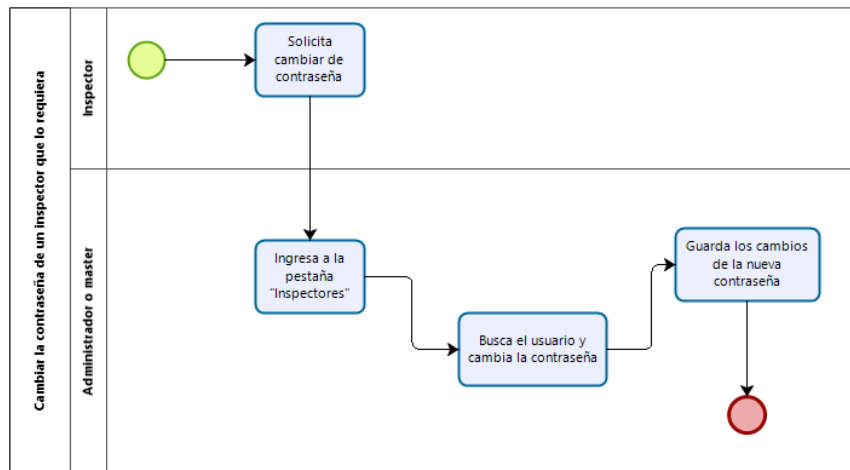 Cambiar la contraseña de un inspector que lo requiera
Inspector
Solicita
cambiar de
contraseña
Administrador o master
Ingresa a la
pestaña
"Inspectores"
Busca el usuario y
cambia la contraseña
Guarda los cambios
de la nueva
contraseña